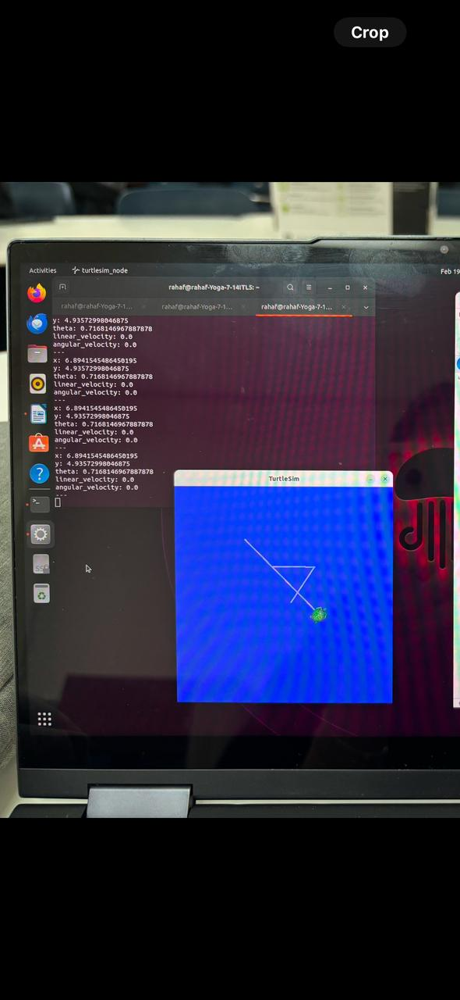 Crop
Activities
turtlesim_node
Feb 19
rahaf@rahaf-Yoga-7-14ITL5: ~
rahaf@rahaf-Yoga-7-1...
rahaf@rahaf-Yoga-7-1...
rahaf@rahaf-Yoga-7-1...
y: 4.93572998046875
theta: 0.7168146967887878
linear_velocity: 0.0
angular_velocity: 0.0
---
x: 6.8941545486450195
y: 4.93572998046875
theta: 0.7168146967887878
linear_velocity: 0.0
angular_velocity: 0.0
---
x: 6.8941545486450195
y: 4.93572998046875
theta: 0.7168146967887878
linear_velocity: 0.0
angular_velocity: 0.0
---
x: 6.8941545486450195
y: 4.93572998046875
theta: 0.7168146967887878
linear_velocity: 0.0
angular_velocity: 0.0
---
TurtleSim